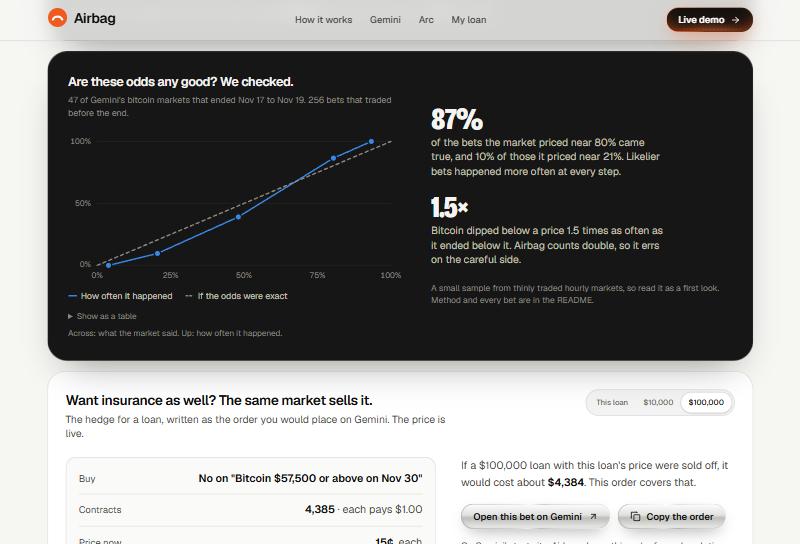 Airbag
How it works
Gemini
Arc
My loan
Live demo →
Are these odds any good? We checked.
47 of Gemini's bitcoin markets that ended Nov 17 to Nov 19. 256 bets that traded
before the end.
100%
50%
0%
0%
25%
50%
75%
100%
How often it happened
If the odds were exact
Show as a table
Across: what the market said. Up: how often it happened.
87%
of the bets the market priced near 80% came
true, and 10% of those it priced near 21%. Likelier
bets happened more often at every step.
1.5×
Bitcoin dipped below a price 1.5 times as often as
it ended below it. Airbag counts double, so it errs
on the careful side.
A small sample from thinly traded hourly markets, so read it as a first look.
Method and every bet are in the README.
Want insurance as well? The same market sells it.
The hedge for a loan, written as the order you would place on Gemini. The price is
live.
This loan
$10,000
$100,000
Buy
No on "Bitcoin $57,500 or above on Nov 30"
Contracts
4,385 · each pays $1.00
Price now
15¢ each
If a $100,000 loan with this loan's price were sold off, it
would cost about $4,384. This order covers that.
Open this bet on Gemini
Copy the order